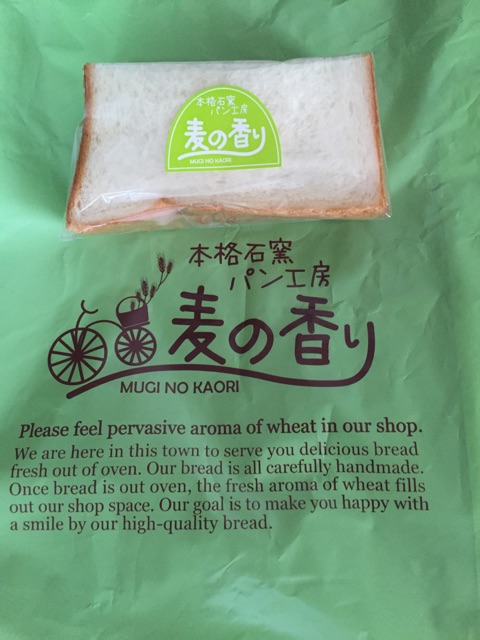 本格石窯
パン工房
麦の香り
MUGI NO KAORI
本格石窯
パン工房
麦の香り
MUGI NO KAORI
Please feel pervasive aroma of wheat in our shop.
We are here in this town to serve you delicious bread
fresh out of oven. Our bread is all carefully handmade.
Once bread is out oven, the fresh aroma of wheat fills
out our shop space. Our goal is to make you happy with
a smile by our high-quality bread.